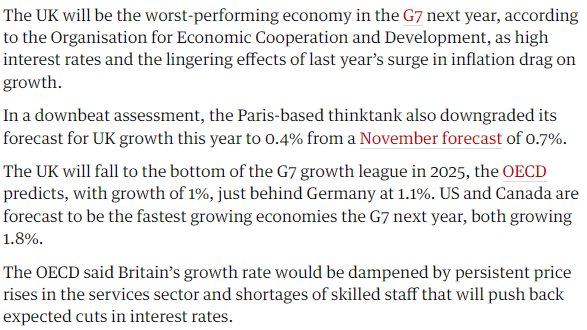 The UK will be the worst-performing economy in the G7 next year, according
to the Organisation for Economic Cooperation and Development, as high
interest rates and the lingering effects of last year’s surge in inflation drag on
growth.
In a downbeat assessment, the Paris-based thinktank also downgraded its
forecast for UK growth this year to 0.4% from a November forecast of 0.7%.
The UK will fall to the bottom of the G7 growth league in 2025, the OECD
predicts, with growth of 1%, just behind Germany at 1.1%. US and Canada are
forecast to be the fastest growing economies the G7 next year, both growing
1.8%.
The OECD said Britain’s growth rate would be dampened by persistent price
rises in the services sector and shortages of skilled staff that will push back
expected cuts in interest rates.